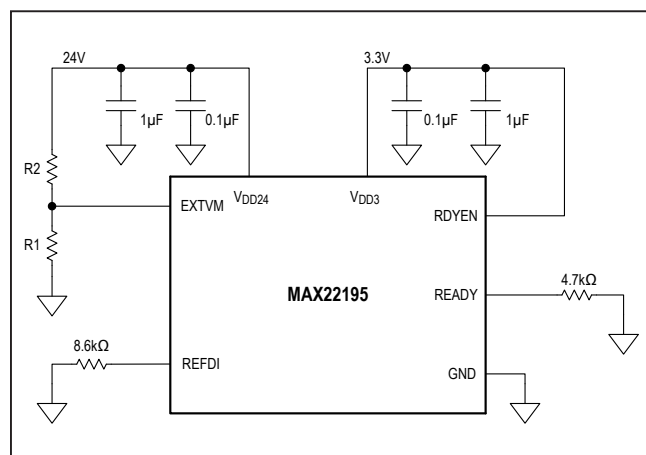 24V
3.3V
1µF
0.1µF
0.1µF
1µF
R2
VDD24
VDD3
EXTVM
RDYEN
R1
MAX22195
READY
4.7kΩ
8.6kΩ
REFDI
GND